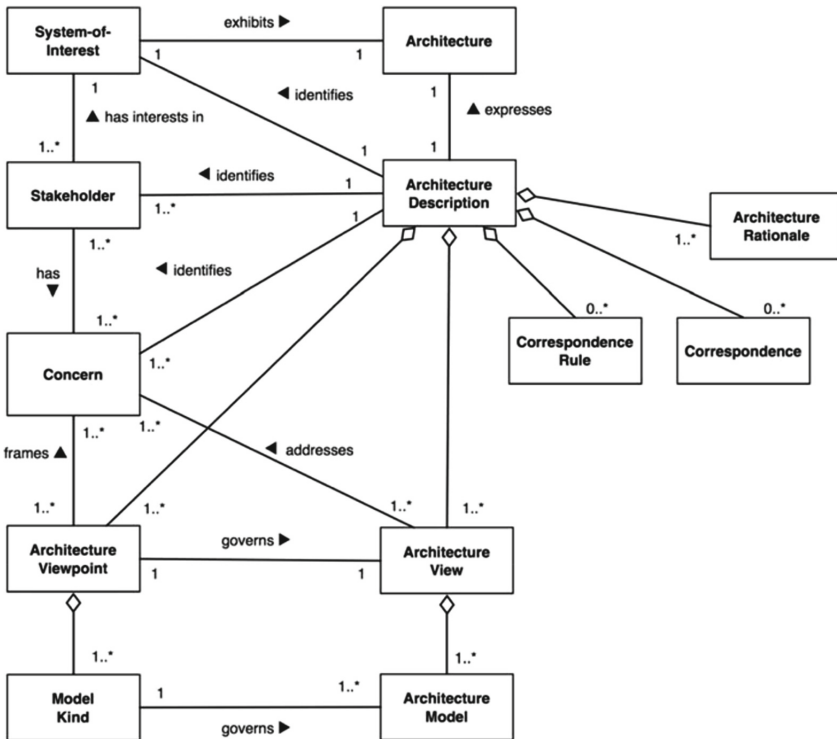 System-of-
Interest
exhibits ▶
Architecture
1
1
1
1
◀ identifies
1
▲ has interests in
▲ expresses
1..*
1
1
Stakeholder
◀ identifies
1
1..*
Architecture
Description
1
Architecture
Rationale
1..*
1..*
has
▼
◀ identifies
1..*
1..*
0..*
0..*
Concern
Correspondence
Rule
Correspondence
1..*
1..*
frames ▲
◀ addresses
1..*
1..*
1..*
1..*
Architecture
Viewpoint
governs ▶
1
1
Architecture
View
1..*
1..*
Model
Kind
1
1..*
governs ▶
Architecture
Model